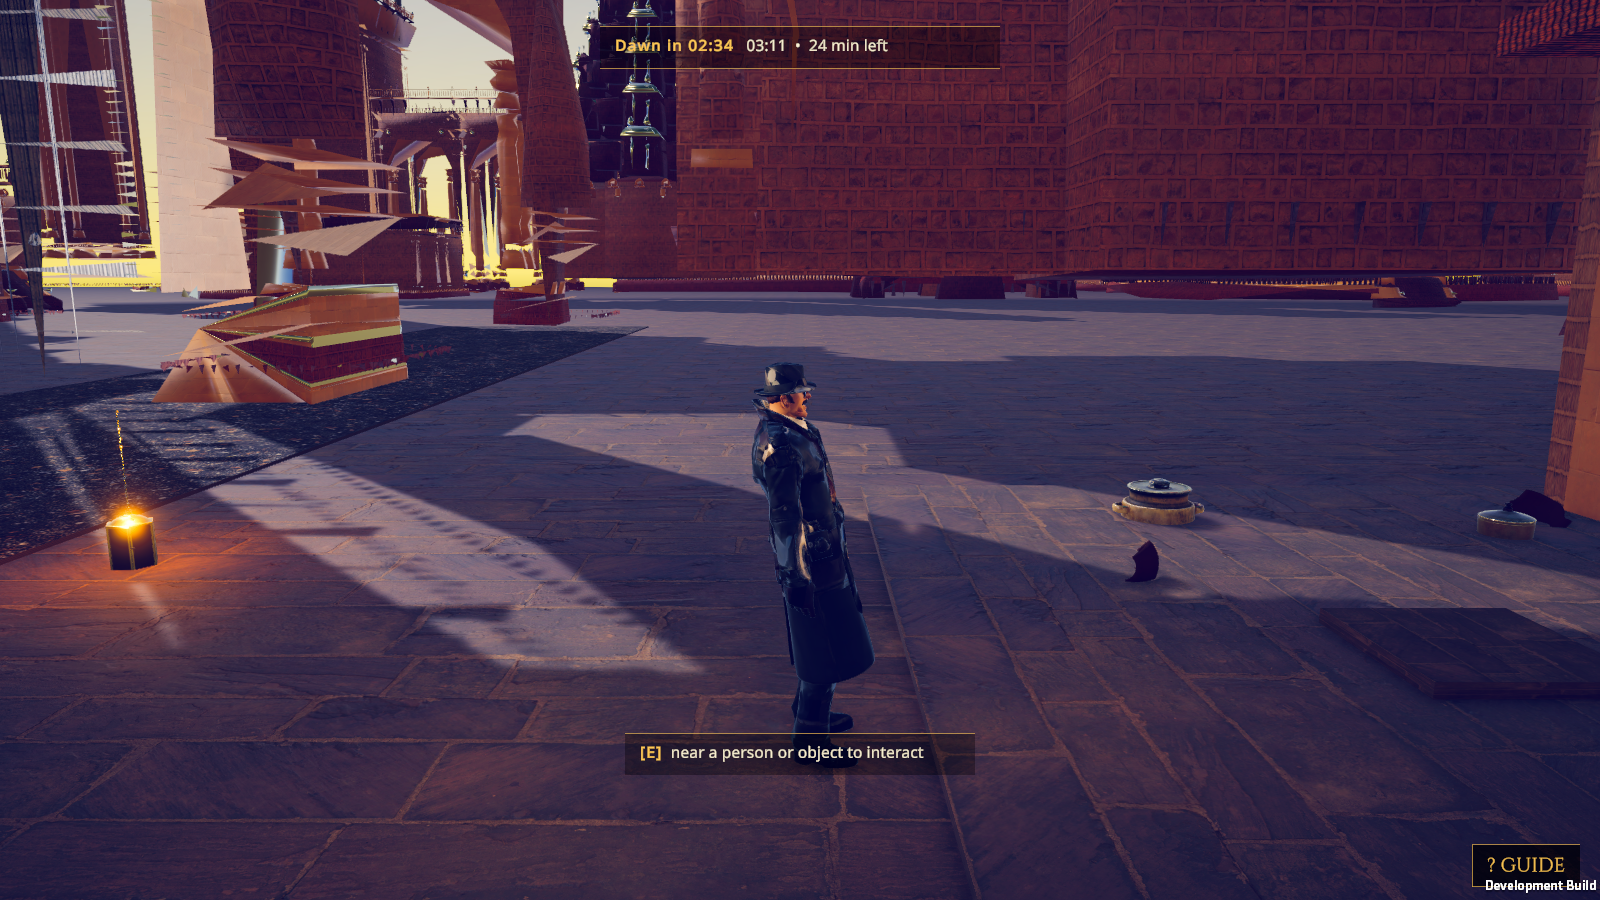 Dawn in 02:34 03:11 • 24 min left
[E] near a person or object to interact
? GUIDE
Development Build